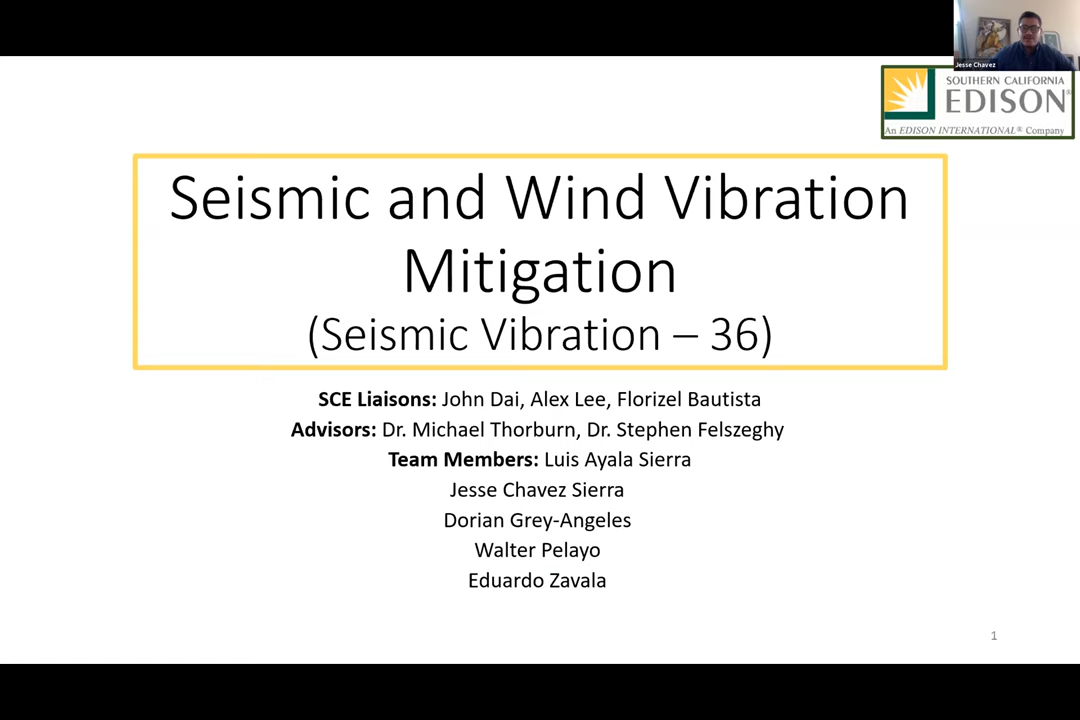 Jesse Chavez
SOUTHERN CALIFORNIA
EDISON®
An EDISON INTERNATIONAL® Company
Seismic and Wind Vibration
Mitigation
(Seismic Vibration – 36)
SCE Liaisons: John Dai, Alex Lee, Florizel Bautista
Advisors: Dr. Michael Thorburn, Dr. Stephen Felszeghy
Team Members: Luis Ayala Sierra
Jesse Chavez Sierra
Dorian Grey-Angeles
Walter Pelayo
Eduardo Zavala
1